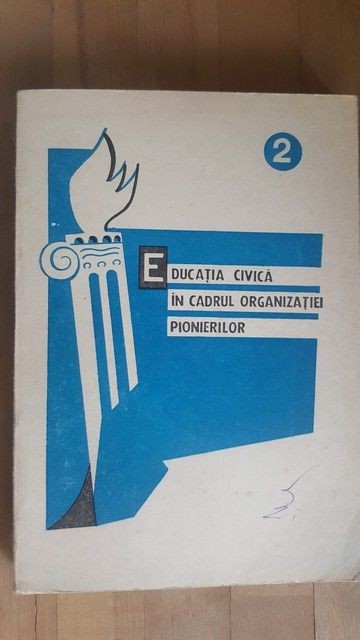 2
EDUCAȚIA CIVICĂ
ÎN CADRUL ORGANIZAȚIEI
PIONIERILOR